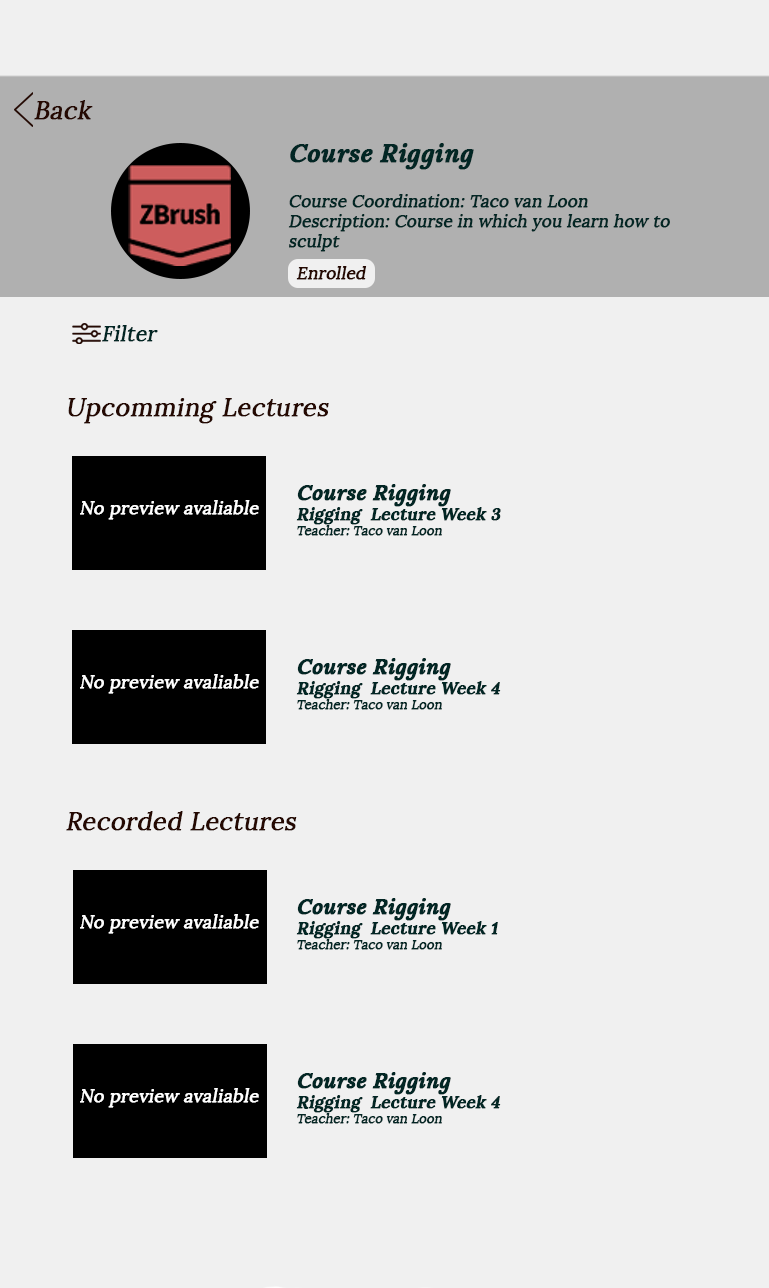 Back
Course Rigging
ZBrush
Course Coordination: Taco van Loon
Description: Course in which you learn how to
sculpt
Enrolled
Filter
Upcomming Lectures
No preview avaliable
Course Rigging
Rigging Lecture Week 3
Teacher: Taco van Loon
No preview avaliable
Course Rigging
Rigging Lecture Week 4
Teacher: Taco van Loon
Recorded Lectures
No preview avaliable
Course Rigging
Rigging Lecture Week 1
Teacher: Taco van Loon
No preview avaliable
Course Rigging
Rigging Lecture Week 4
Teacher: Taco van Loon